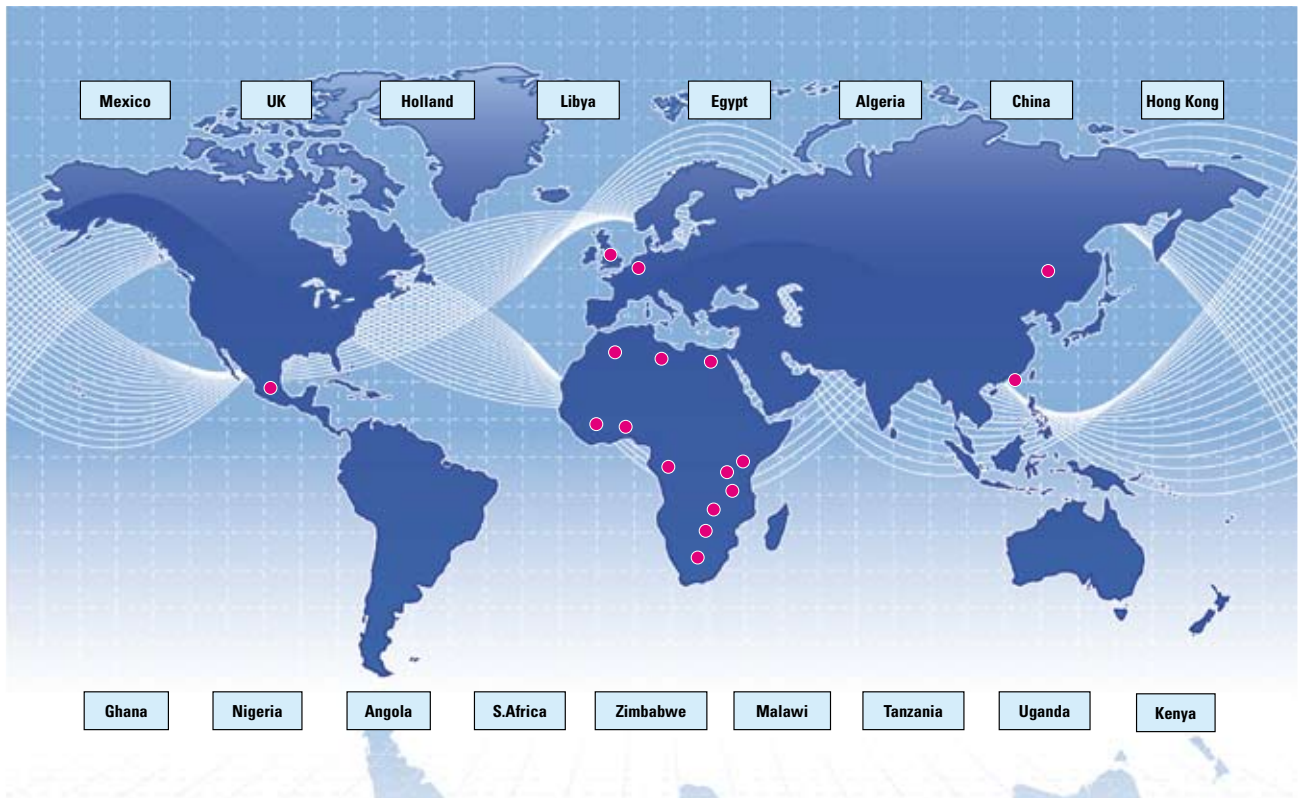 Mexico
UK
Holland
Libya
Egypt
Algeria
China
Hong Kong
Ghana
Nigeria
Angola
S.Africa
Zimbabwe
Malawi
Tanzania
Uganda
Kenya